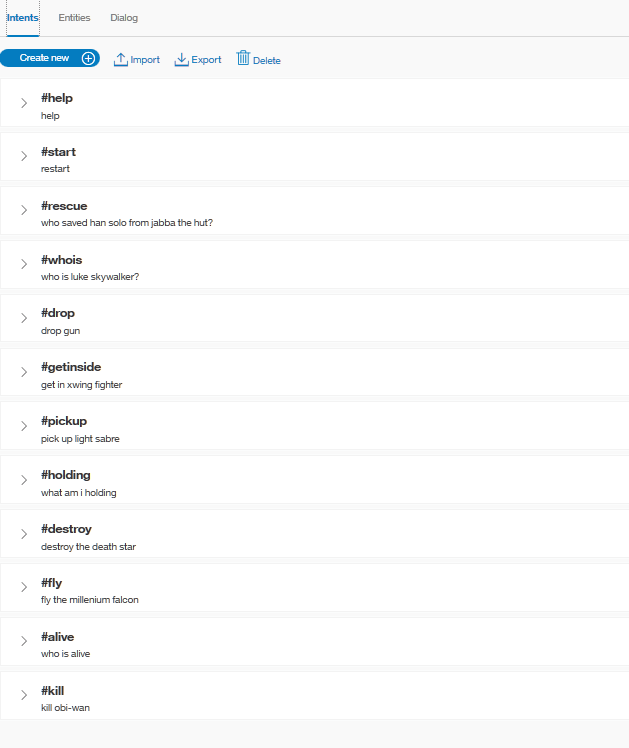 Intents Entities Dialog
Create new Import Export Delete
#help
help
#start
restart
#rescue
who saved han solo from jabba the hut?
#whois
who is luke skywalker?
#drop
drop gun
#getinside
get in xwing fighter
#pickup
pick up light sabre
#holding
what am i holding
#destroy
destroy the death star
#fly
fly the millenium falcon
#alive
who is alive
#kill
kill obi-wan